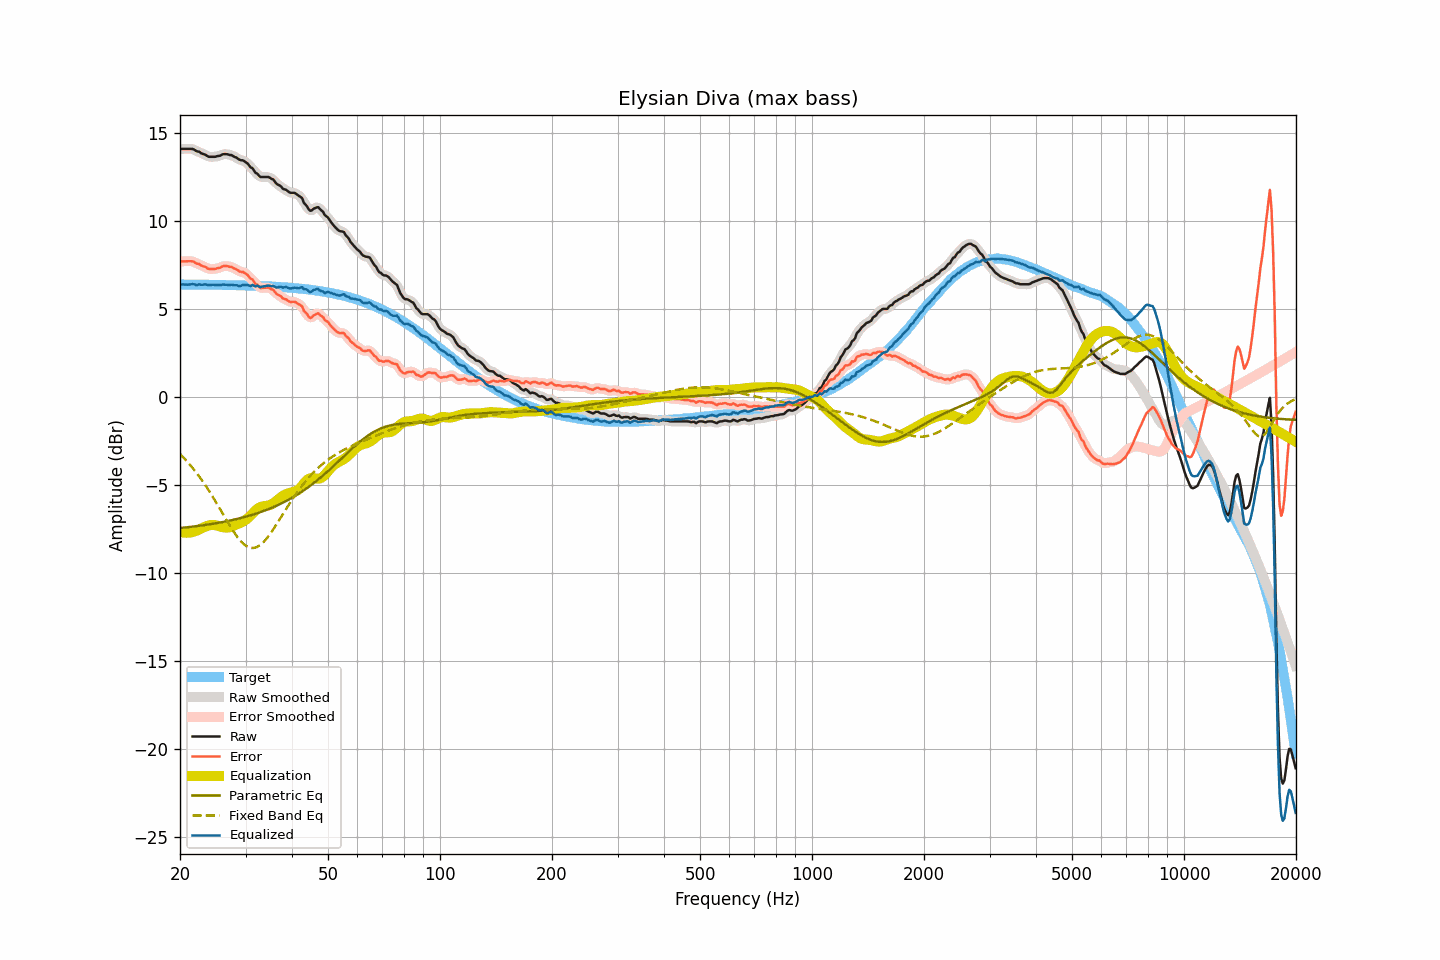 Elysian Diva (max bass)
15
10
5
0
−5
−10
−15
−20
−25
Amplitude (dBr)
Target
Raw Smoothed
Error Smoothed
Raw
Error
Equalization
Parametric Eq
Fixed Band Eq
Equalized
20 50 100 200 500 1000 2000 5000 10000 20000
Frequency (Hz)